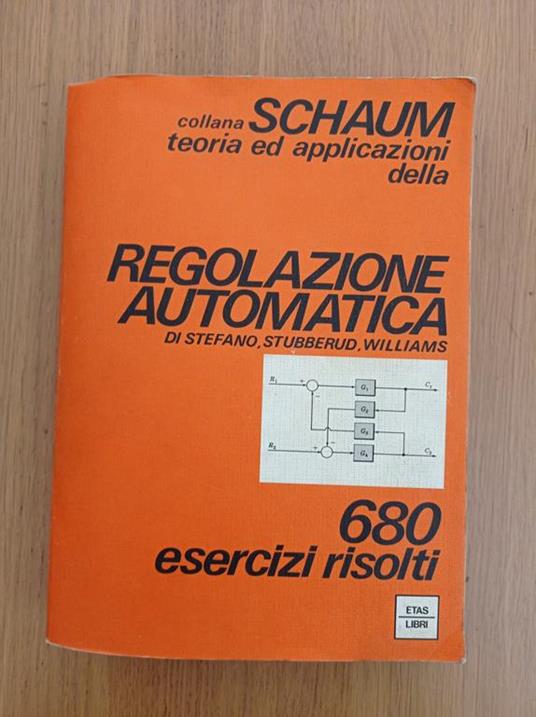 collana SCHAUM
teoria ed applicazioni
della
REGOLAZIONE
AUTOMATICA
DI STEFANO, STUBBERUD, WILLIAMS
R₁ + − G₁ C₁
G₂
G₃
R₂ + − G₄ C₂
680
esercizi risolti
ETAS
LIBRI